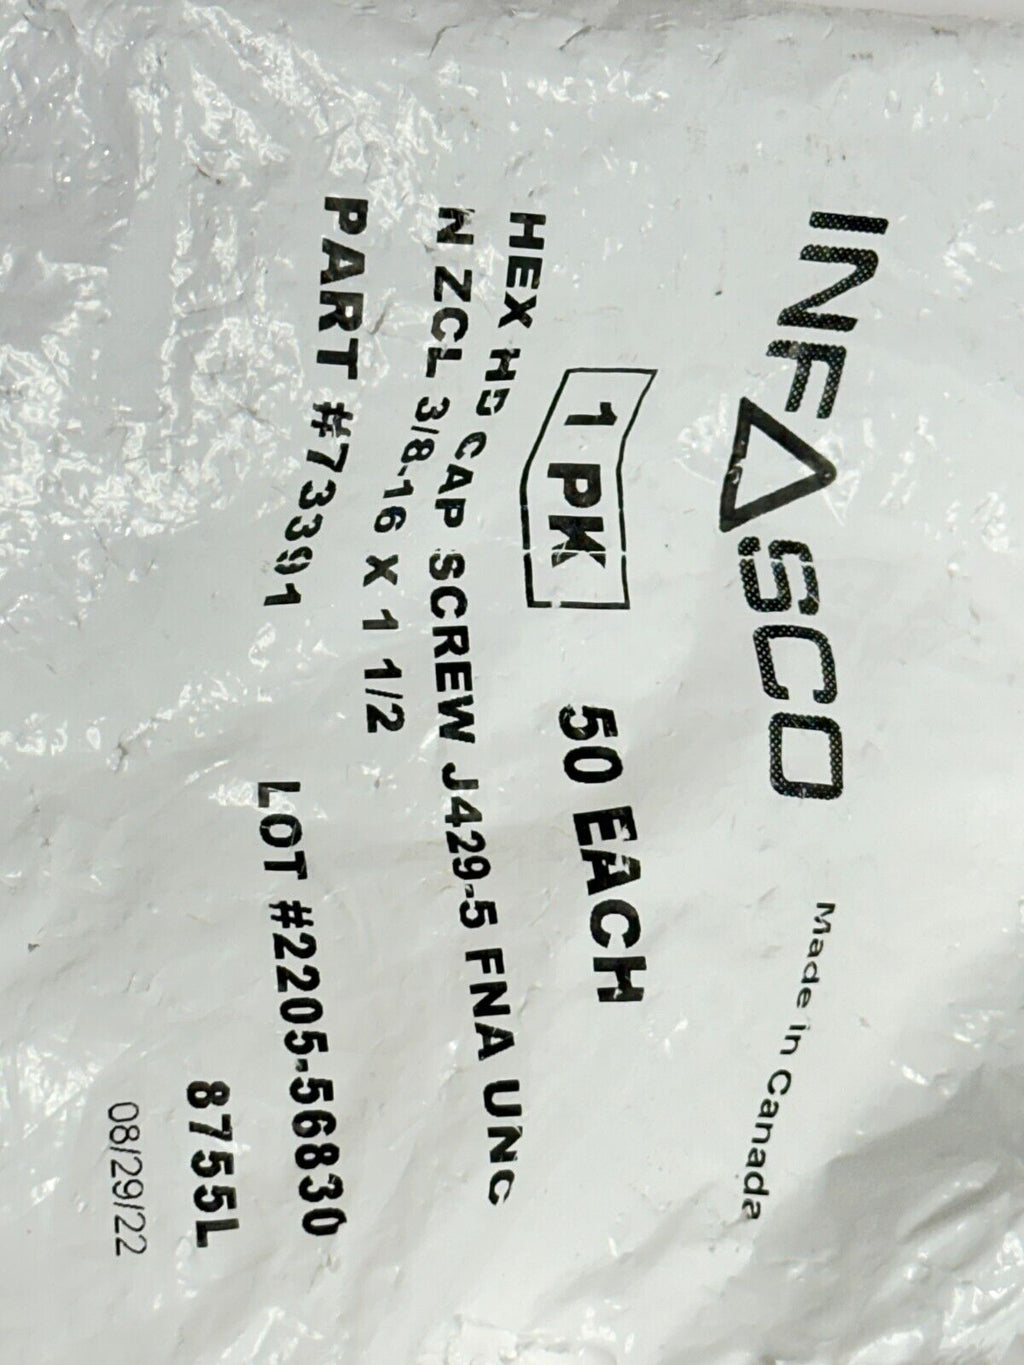 INFASCO Made in Canada
1 PK 50 EACH
HEX HD CAP SCREW J429-5 FNA UNC
N ZCL 3/8-16 X 1 1/2
PART #73391 LOT #2205-56830
8755L
08/29/22